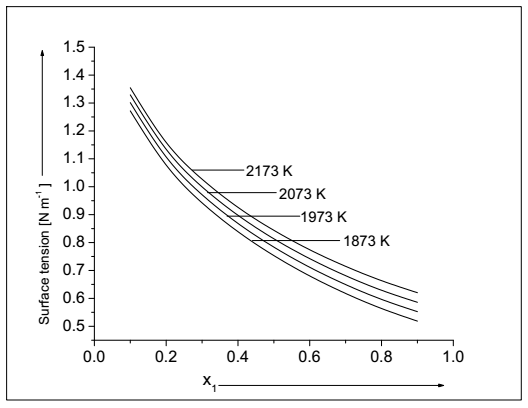 1.5
1.4
1.3
1.2
1.1
1.0
0.9
0.8
0.7
0.6
0.5
Surface tension [N m⁻¹]
2173 K
2073 K
1973 K
1873 K
0.0 0.2 0.4 0.6 0.8 1.0
x₁